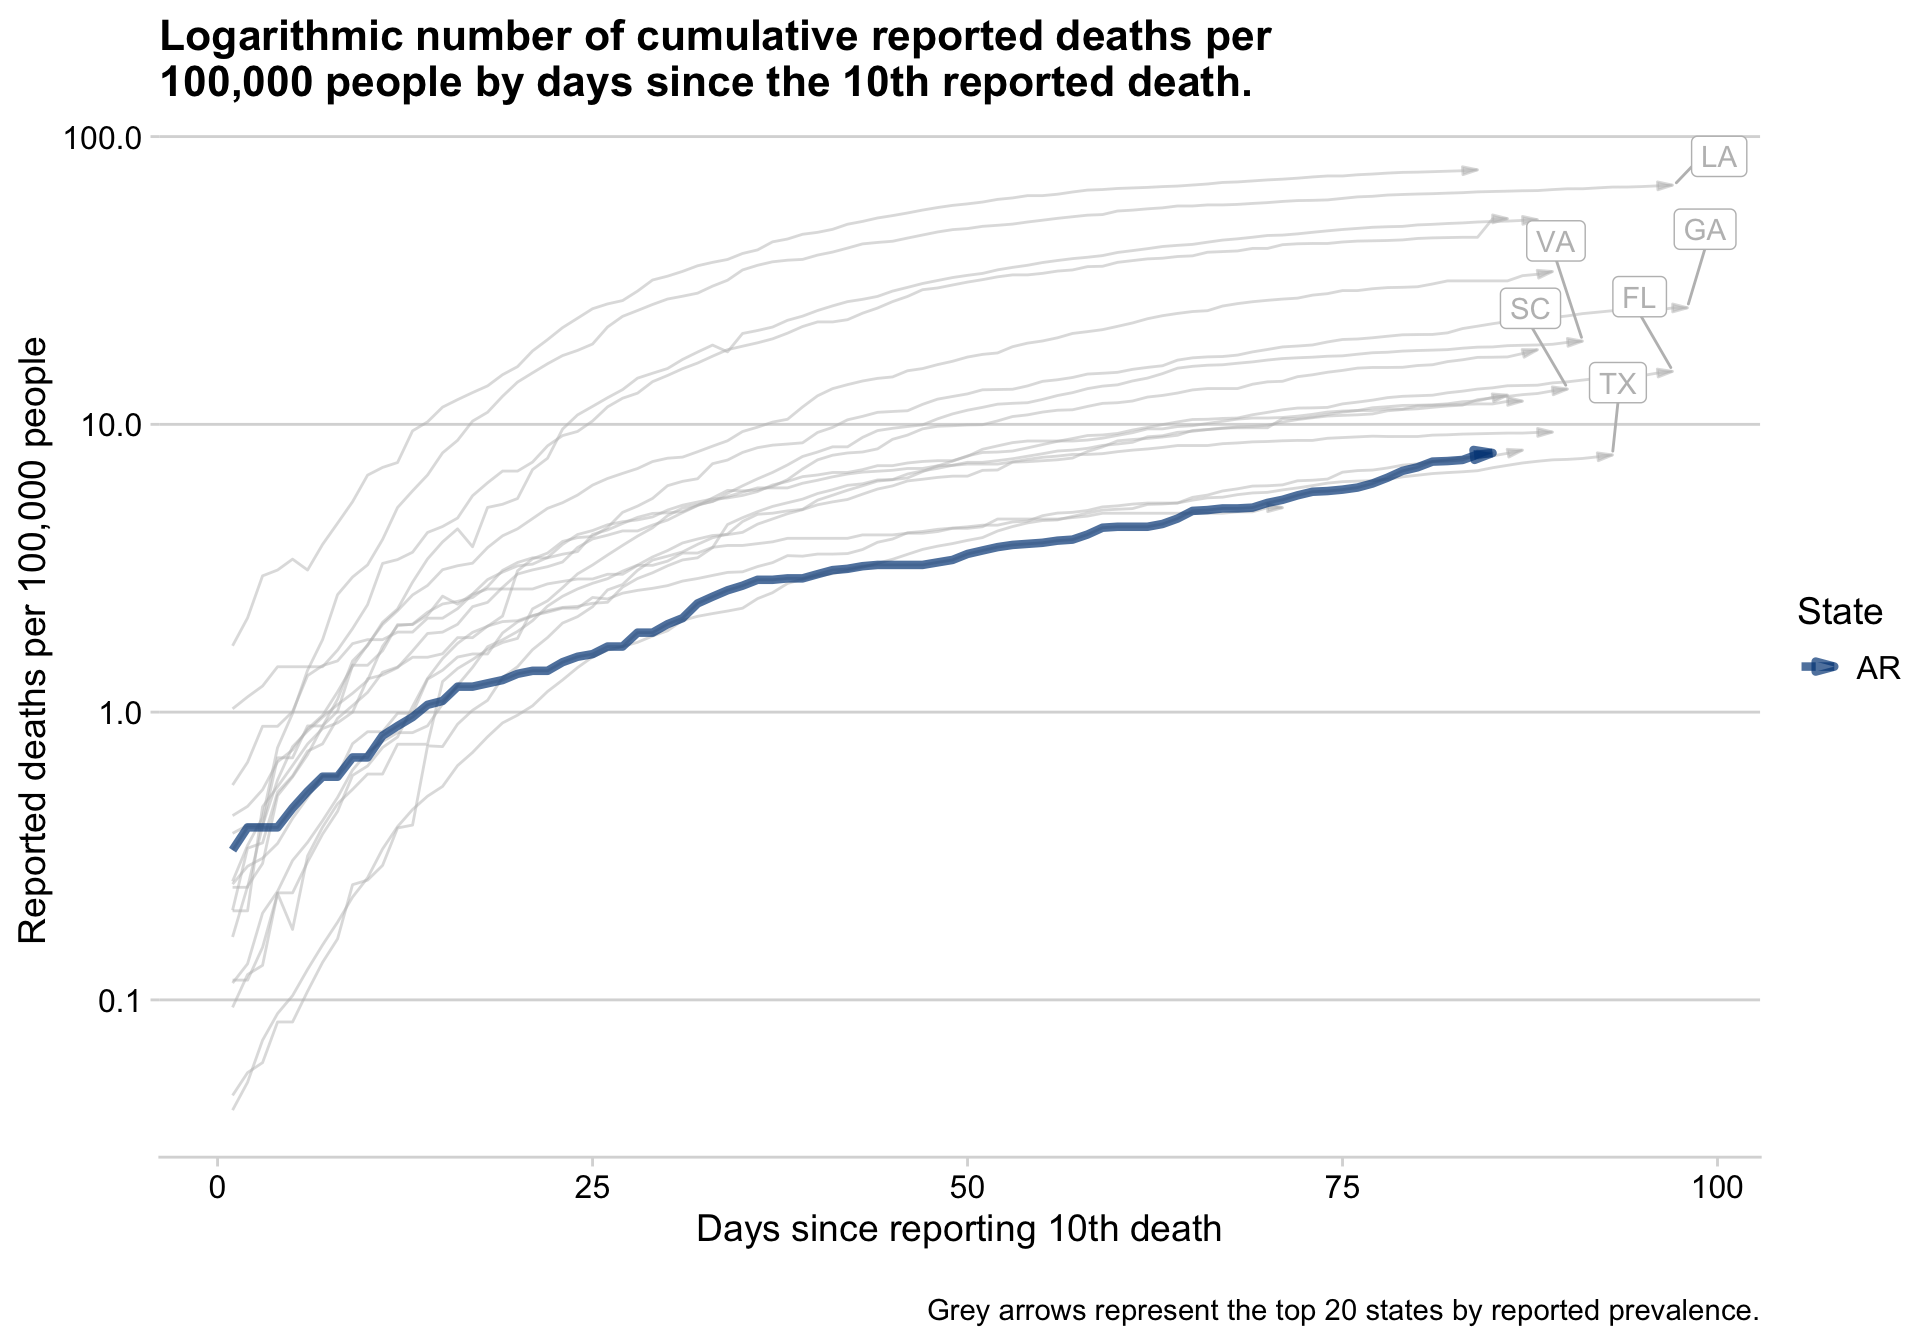 Logarithmic number of cumulative reported deaths per
100,000 people by days since the 10th reported death.
Reported deaths per 100,000 people
100.0
10.0
1.0
0.1
LA
GA
VA
FL
SC
TX
State
AR
0 25 50 75 100
Days since reporting 10th death
Grey arrows represent the top 20 states by reported prevalence.